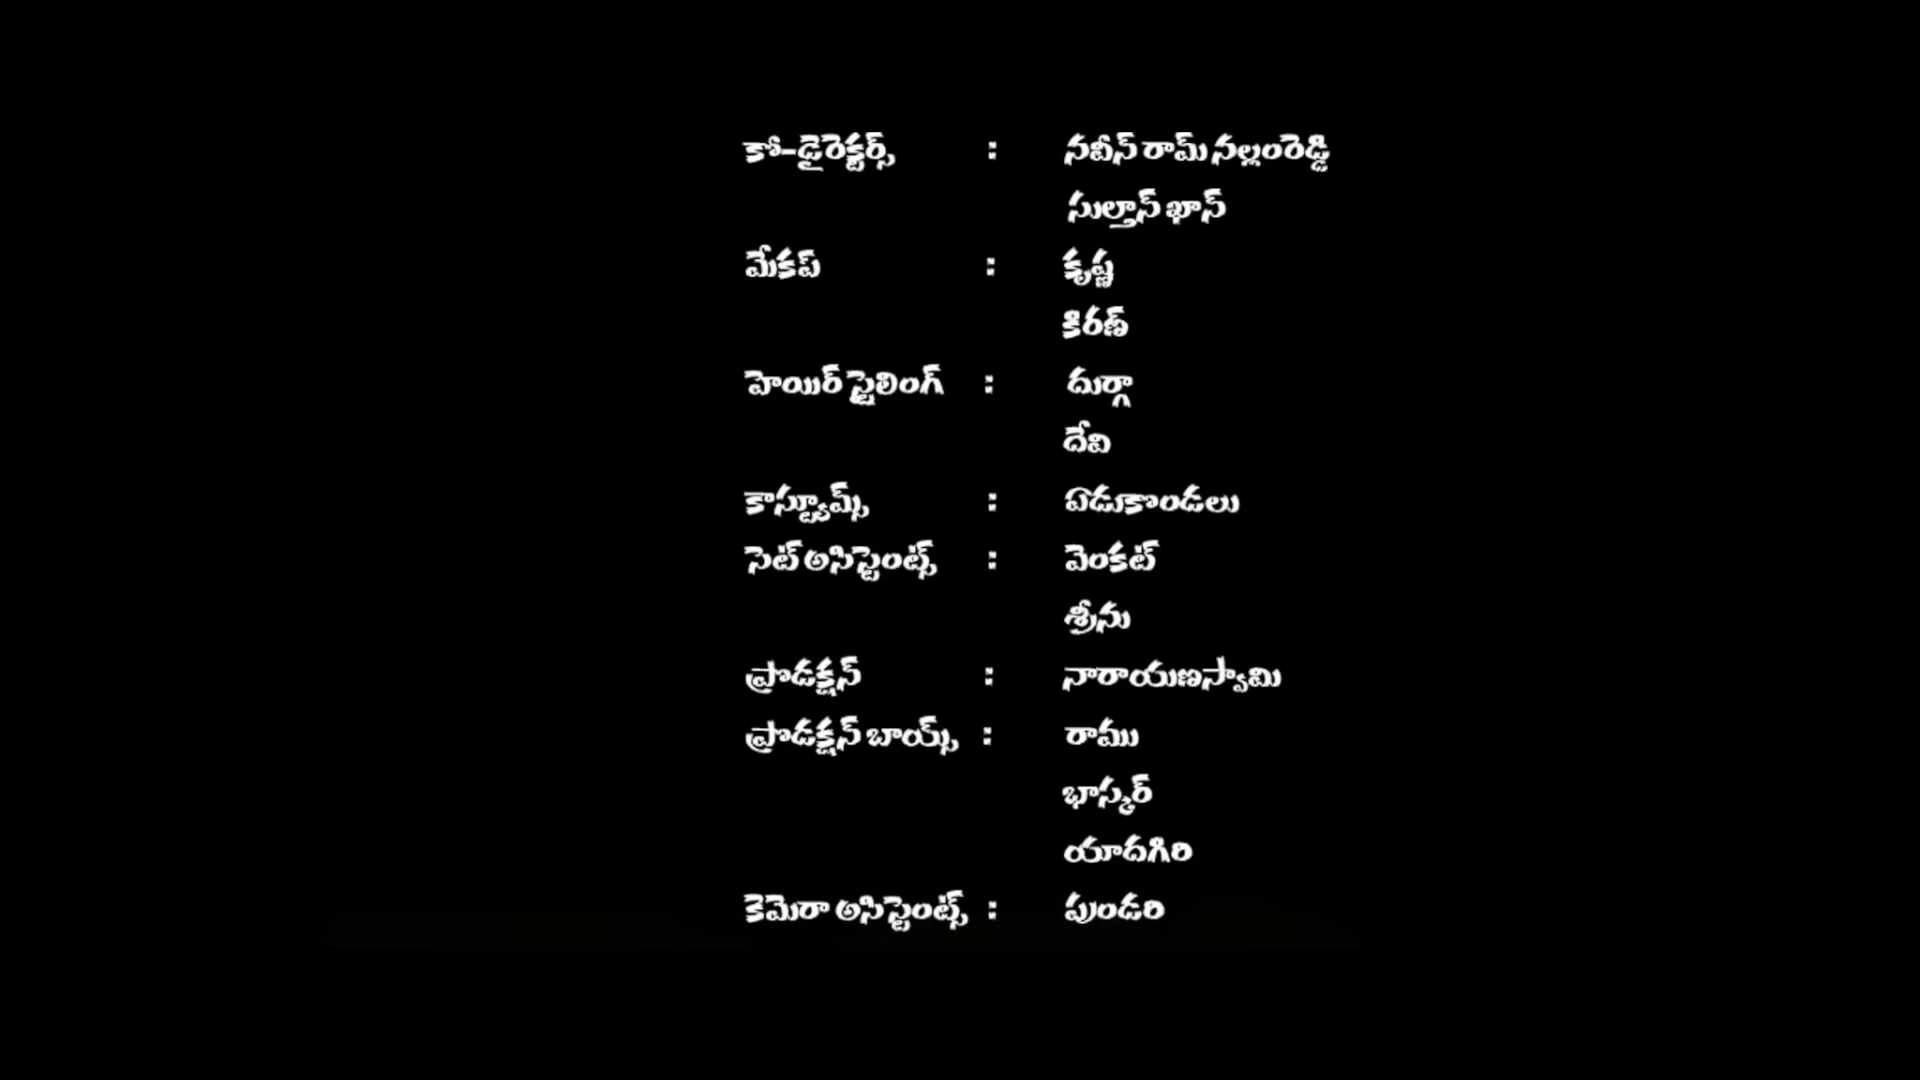 కో-డైరెక్టర్స్ : నవీన్ రామ్ నల్లంరెడ్డి
సుల్తాన్ ఖాన్
మేకప్ : కృష్ణ
కిరణ్
హెయిర్ స్టైలింగ్ : దుర్గా
దేవి
కాస్ట్యూమ్స్ : ఏడుకొండలు
సెట్ అసిస్టెంట్స్ : వెంకట్
శ్రీను
ప్రొడక్షన్ : నారాయణస్వామి
ప్రొడక్షన్ బాయ్స్ : రాము
భాస్కర్
యాదగిరి
కెమెరా అసిస్టెంట్స్ : పుండరి